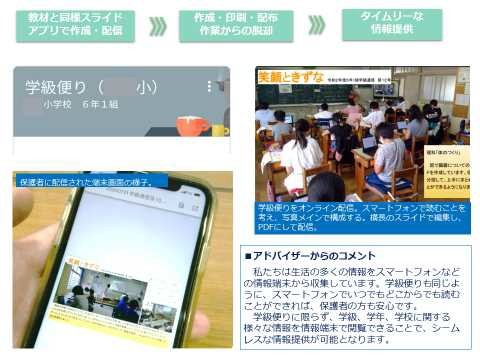 教材と同様スライド
アプリで作成・配信
作成・印刷・配布
作業からの脱却
タイムリーな
情報提供
学級便り（　　小）
小学校　６年１組
保護者に配信された端末画面の様子。
笑顔ときずな
笑顔ときずな
学級便りをオンライン配信。スマートフォンで読むことを
考え、写真メインで構成する。横長のスライドで編集し、
PDFにして配信。
■アドバイザーからのコメント
　私たちは生活の多くの情報をスマートフォンなど
の情報端末から収集しています。学級便りも同じよ
うに、スマートフォンでいつでもどこからでも読む
ことができれば、保護者の方も安心です。
　学級便りに限らず、学級、学年、学校に関する
様々な情報を情報端末で閲覧できることで、シーム
レスな情報提供が可能となります。